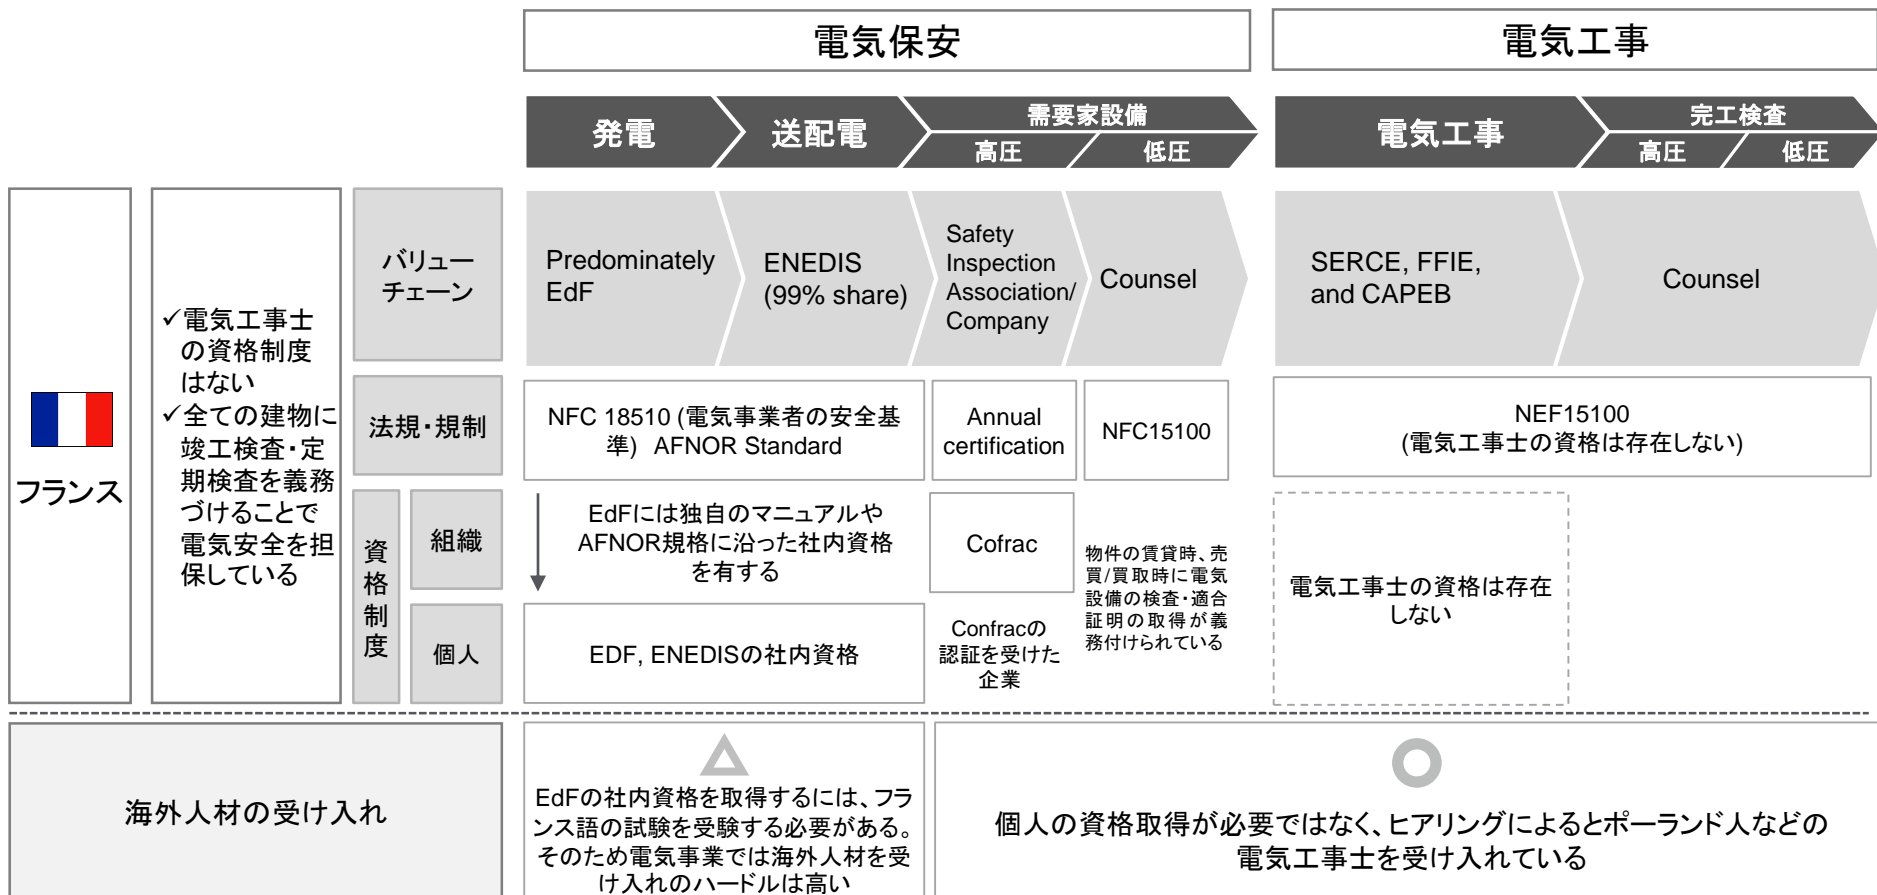 電気保安
電気工事
発電
送配電
需要家設備
高圧
低圧
電気工事
完工検査
高圧
低圧
フランス
✓電気工事士
の資格制度
はない
✓全ての建物に
竣工検査・定
期検査を義務
づけることで
電気安全を担
保している
バリュー
チェーン
Predominately
EdF
ENEDIS
(99% share)
Safety
Inspection
Association/
Company
Counsel
SERCE, FFIE,
and CAPEB
Counsel
法規・規制
NFC 18510 (電気事業者の安全基
準) AFNOR Standard
Annual
certification
NFC15100
NEF15100
(電気工事士の資格は存在しない)
資格制度
組織
EdFには独自のマニュアルや
AFNOR規格に沿った社内資格
を有する
Cofrac
物件の賃貸時、売
買/買取時に電気
設備の検査・適合
証明の取得が義
務付けられている
電気工事士の資格は存在
しない
個人
EDF, ENEDISの社内資格
Confracの
認証を受けた
企業
海外人材の受け入れ
EdFの社内資格を取得するには、フラ
ンス語の試験を受験する必要がある。
そのため電気事業では海外人材を受
け入れのハードルは高い
個人の資格取得が必要ではなく、ヒアリングによるとポーランド人などの
電気工事士を受け入れている